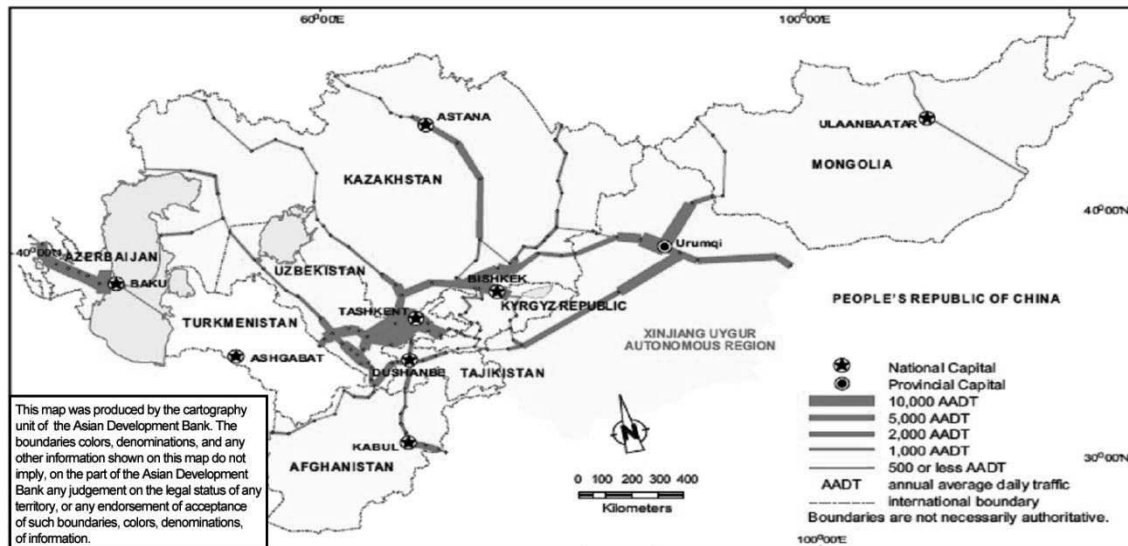 60°00'E
100°00'E
ASTANA
ULAANBAATAR
MONGOLIA
KAZAKHSTAN
40°00'N
Urumqi
40°00'N
AZERBAIJAN
BAKU
UZBEKISTAN
BISHKEK
KYRGYZ REPUBLIC
TASHKENT
TURKMENISTAN
PEOPLE'S REPUBLIC OF CHINA
XINJIANG UYGUR
AUTONOMOUS REGION
ASHGABAT
DUSHANBE
TAJIKISTAN
National Capital
Provincial Capital
10,000 AADT
5,000 AADT
2,000 AADT
1,000 AADT
500 or less AADT
AADT annual average daily traffic
international boundary
Boundaries are not necessarily authoritative.
KABUL
AFGHANISTAN
30°00'N
0 100 200 300 400
Kilometers
100°00'E
This map was produced by the cartography
unit of the Asian Development Bank. The
boundaries colors, denominations, and any
other information shown on this map do not
imply, on the part of the Asian Development
Bank any judgement on the legal status of any
territory, or any endorsement of acceptance
of such boundaries, colors, denominations,
of information.